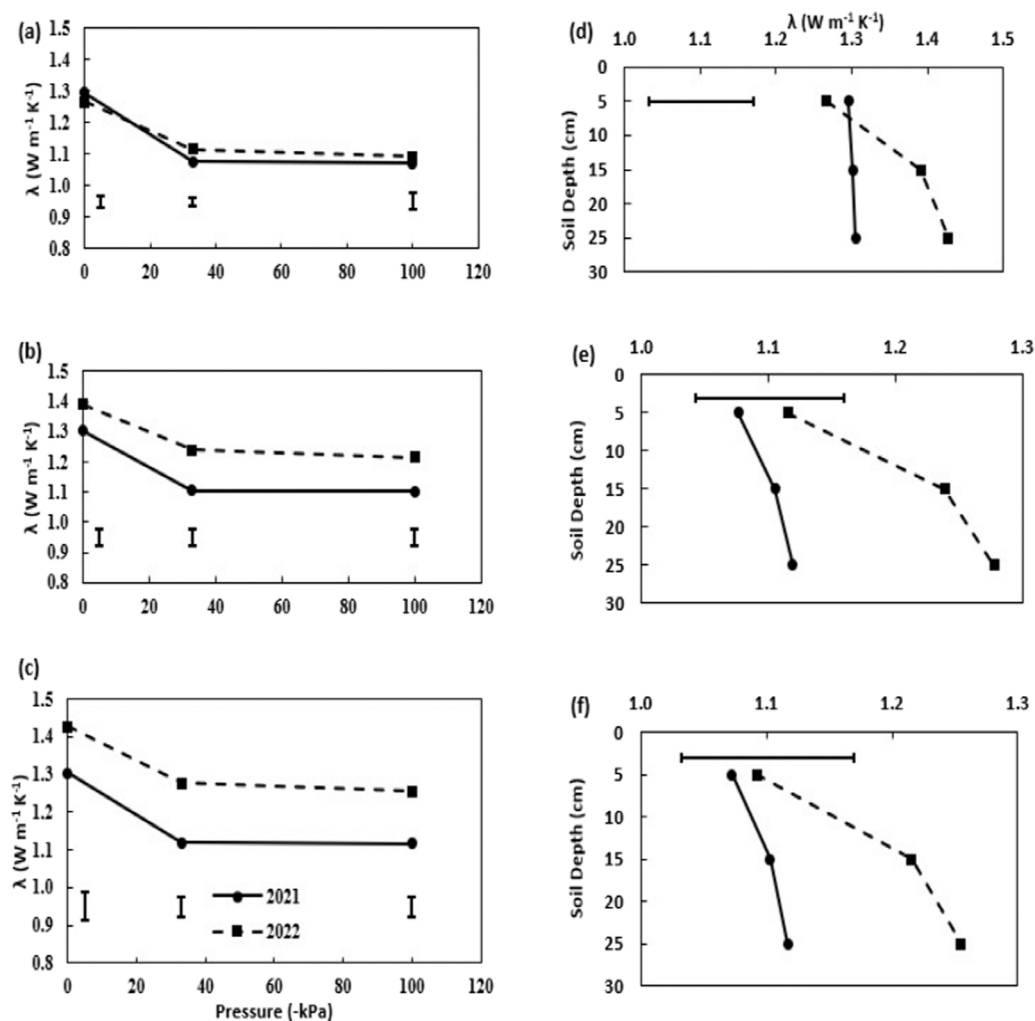 (a)
λ (W m⁻¹ K⁻¹)
1.5
1.4
1.3
1.2
1.1
1.0
0.9
0.8
0 20 40 60 80 100 120
(d)
λ (W m⁻¹ K⁻¹)
1.0 1.1 1.2 1.3 1.4 1.5
Soil Depth (cm)
0
5
10
15
20
25
30
(b)
λ (W m⁻¹ K⁻¹)
1.5
1.4
1.3
1.2
1.1
1.0
0.9
0.8
0 20 40 60 80 100 120
(e)
1.0 1.1 1.2 1.3
Soil Depth (cm)
0
5
10
15
20
25
30
(c)
λ (W m⁻¹ K⁻¹)
1.5
1.4
1.3
1.2
1.1
1.0
0.9
0.8
2021
2022
0 20 40 60 80 100 120
Pressure (-kPa)
(f)
1.0 1.1 1.2 1.3
Soil Depth (cm)
0
5
10
15
20
25
30